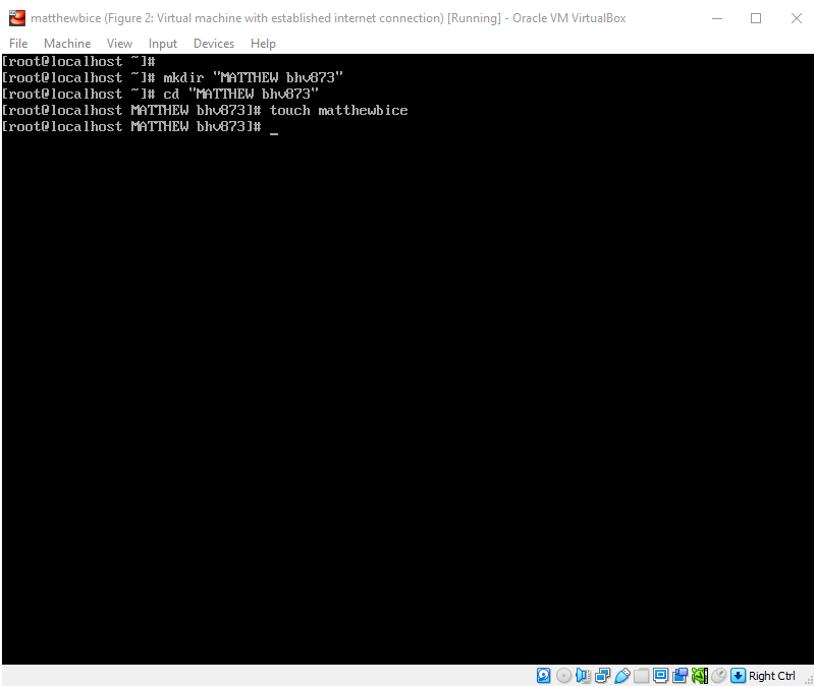 matthewbice (Figure 2: Virtual machine with established internet connection) [Running] - Oracle VM VirtualBox
File Machine View Input Devices Help
[root@localhost ~]#
[root@localhost ~]# mkdir "MATTHEW bhv873"
[root@localhost ~]# cd "MATTHEW bhv873"
[root@localhost MATTHEW bhv873]# touch matthewbice
[root@localhost MATTHEW bhv873]# _
Right Ctrl